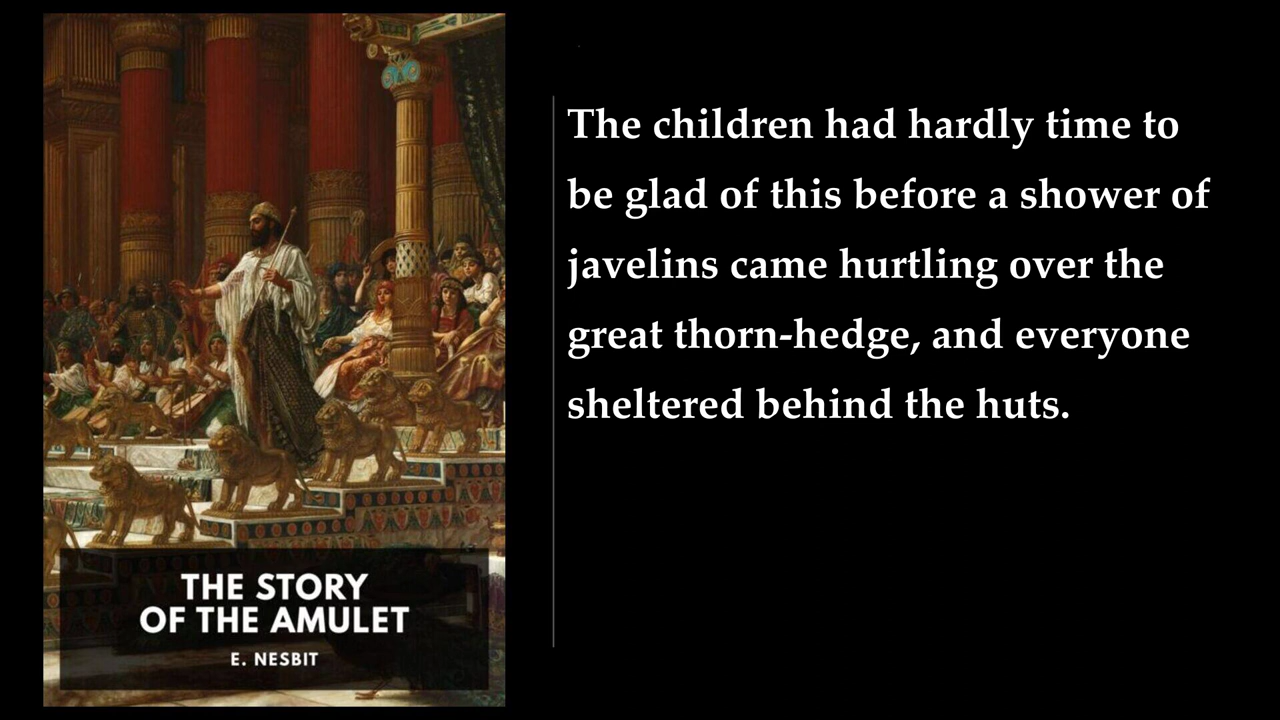 The children had hardly time to
be glad of this before a shower of
javelins came hurtling over the
great thorn-hedge, and everyone
sheltered behind the huts.
THE STORY
OF THE AMULET
E. NESBIT